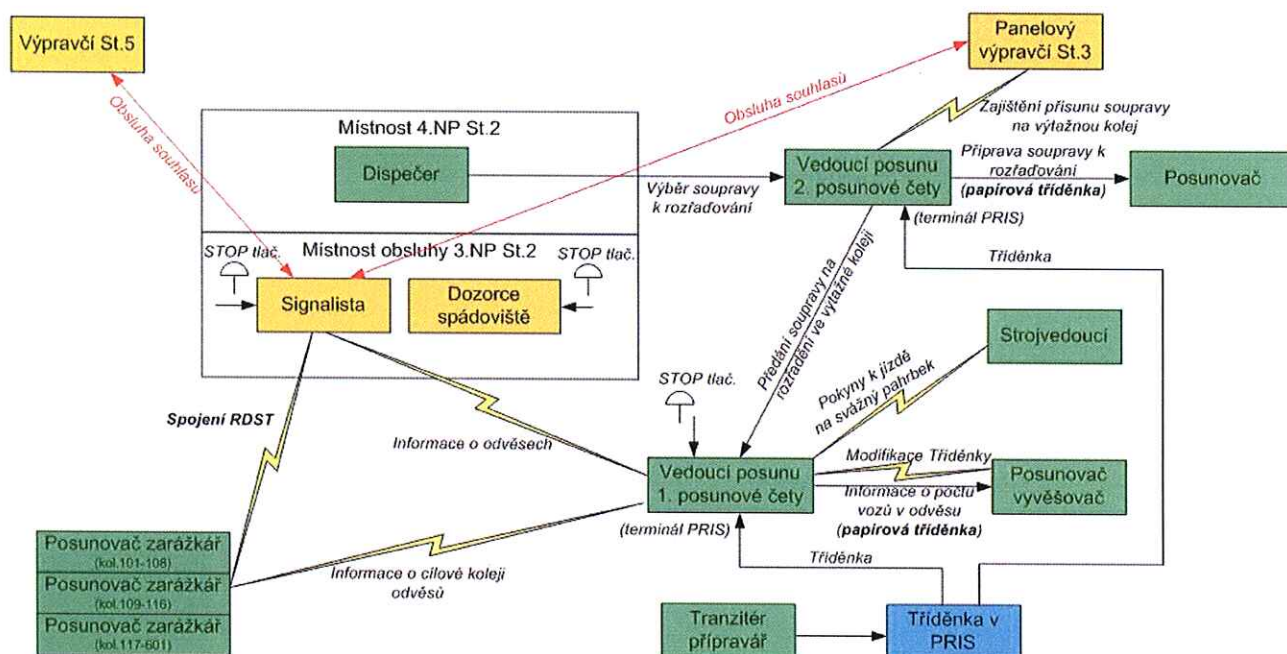 Výpravčí St.5
Panelový
výpravčí St.3
Obsluha souhlasů
Obsluha souhlasů
Zajištění přísunu soupravy
na výtažnou kolej
Místnost 4.NP St.2
Dispečer
Výběr soupravy
k rozřaďování
Vedoucí posunu
2. posunové čety
(terminál PRIS)
Příprava soupravy k
rozřaďování
(papírová tříděnka)
Posunovač
Místnost obsluhy 3.NP St.2
STOP tlač.
STOP tlač.
Signalista
Dozorce
spádoviště
Tříděnka
Předání soupravy na
rozřadění ve výtažné koleji
Strojvedoucí
Pokyny k jízdě
na svážný pahrbek
STOP tlač.
Spojení RDST
Informace o odvěsech
Vedoucí posunu
1. posunové čety
(terminál PRIS)
Modifikace Tříděnky
Informace o počtu
vozů v odvěsu
(papírová tříděnka)
Posunovač
vyvěšovač
Posunovač zarážkář
(kol.101-108)
Posunovač zarážkář
(kol.109-116)
Posunovač zarážkář
(kol.117-601)
Informace o cílové koleji
odvěsů
Tříděnka
Tranzitér
přípravář
Tříděnka v
PRIS